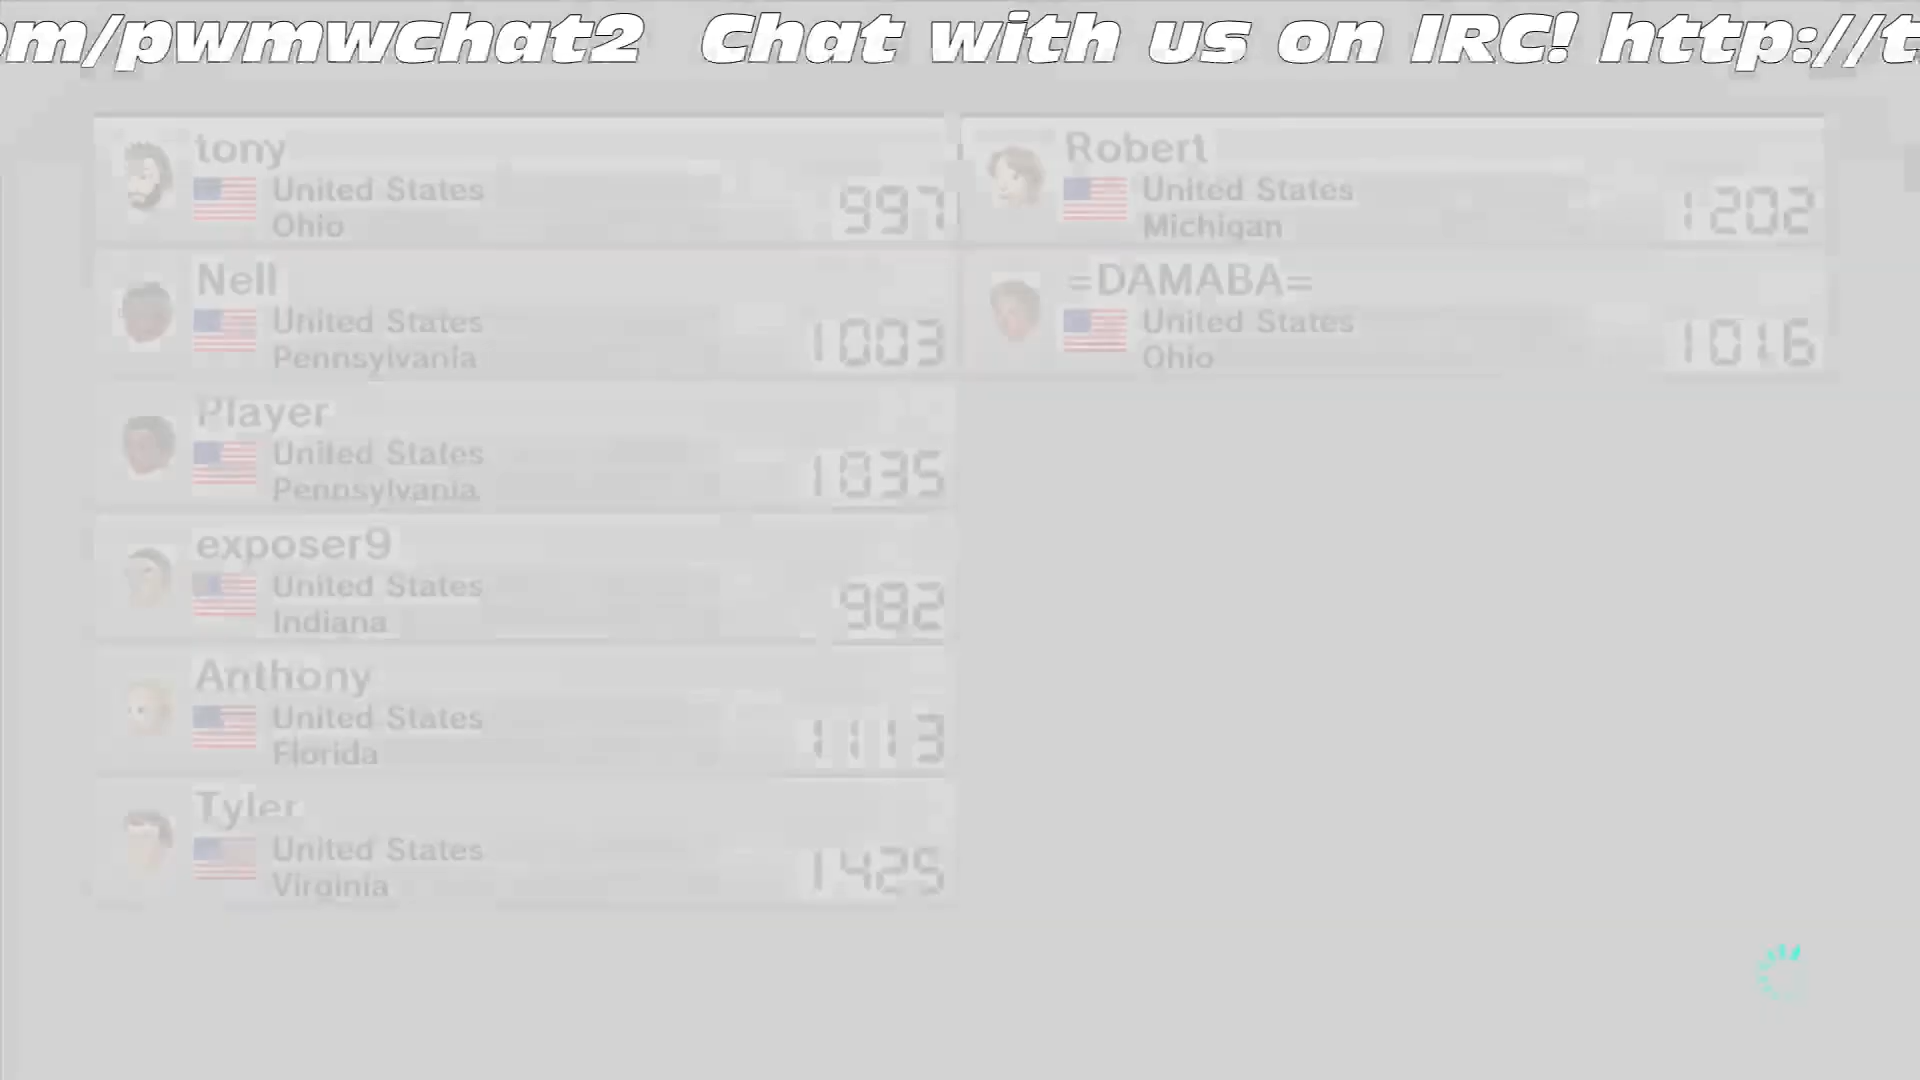 om/pwmwchat2 Chat with us on IRC! http://t
tony
United States
Ohio
997
Nell
United States
Pennsylvania
1003
Player
United States
Pennsylvania
1035
exposer9
United States
Indiana
982
Anthony
United States
Florida
1113
Tyler
United States
Virginia
1425
Robert
United States
Michigan
1202
=DAMABA=
United States
Ohio
1016